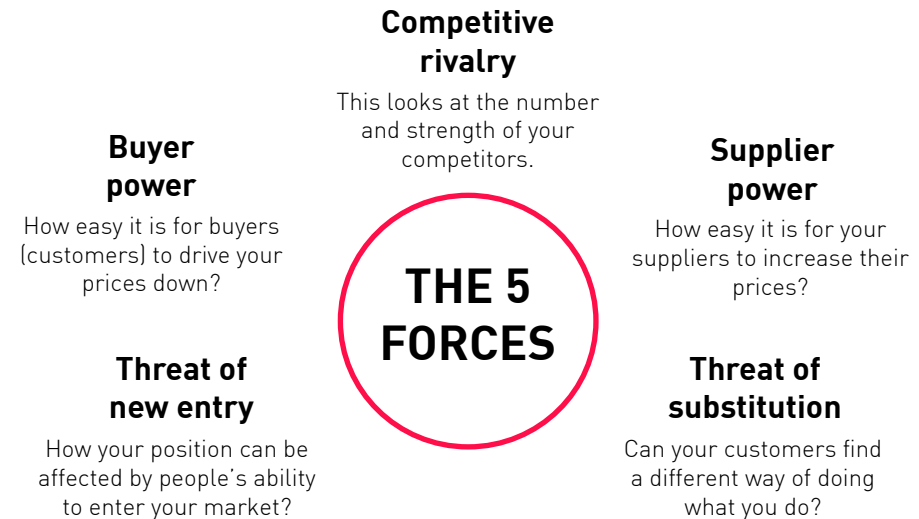 Competitive
rivalry
This looks at the number
and strength of your
competitors.
Buyer
power
How easy it is for buyers
(customers) to drive your
prices down?
Supplier
power
How easy it is for your
suppliers to increase their
prices?
THE 5
FORCES
Threat of
new entry
How your position can be
affected by people's ability
to enter your market?
Threat of
substitution
Can your customers find
a different way of doing
what you do?